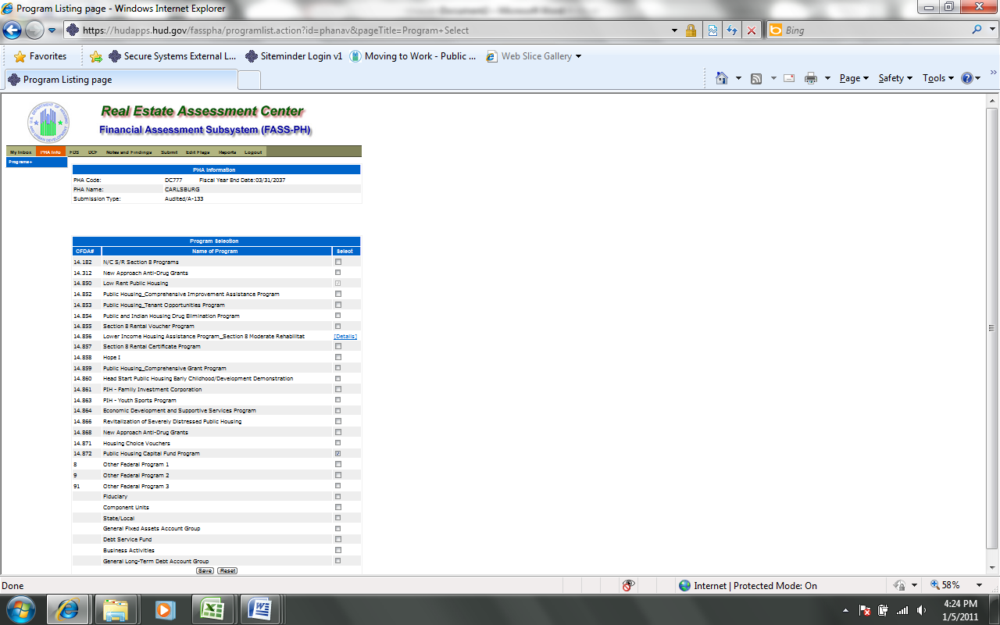 Program Listing page - Windows Internet Explorer
https://hudapps.hud.gov/fasspha/programlist.action?id=phanav&pageTitle=Program+Select
Bing
Favorites
Secure Systems External L...
Siteminder Login v1
Moving to Work - Public ...
Web Slice Gallery
Program Listing page
Page
Safety
Tools
Real Estate Assessment Center
Financial Assessment Subsystem (FASS-PH)
My Inbox PHA Info FDS DCF Notes and Findings Submit Edit Flags Reports Logout
Programs+
PHA Information
PHA Code: DC777 Fiscal Year End Date:03/31/2037
PHA Name: CARLSBURG
Submission Type: Audited/A-133
Program Selection
CFDA# Name of Program Select
14.182 N/C S/R Section 8 Programs
14.312 New Approach Anti-Drug Grants
14.850 Low Rent Public Housing
14.852 Public Housing_Comprehensive Improvement Assistance Program
14.853 Public Housing_Tenant Opportunities Program
14.854 Public and Indian Housing Drug Elimination Program
14.855 Section 8 Rental Voucher Program
14.856 Lower Income Housing Assistance Program_Section 8 Moderate Rehabilitat [Details]
14.857 Section 8 Rental Certificate Program
14.858 Hope I
14.859 Public Housing_Comprehensive Grant Program
14.860 Head Start Public Housing Early Childhood/Development Demonstration
14.861 PIH - Family Investment Corporation
14.863 PIH - Youth Sports Program
14.864 Economic Development and Supportive Services Program
14.866 Revitalization of Severely Distressed Public Housing
14.868 New Approach Anti-Drug Grants
14.871 Housing Choice Vouchers
14.872 Public Housing Capital Fund Program
8 Other Federal Program 1
9 Other Federal Program 2
91 Other Federal Program 3
Fiduciary
Component Units
State/Local
General Fixed Assets Account Group
Debt Service Fund
Business Activities
General Long-Term Debt Account Group
Save Reset
Done
Internet | Protected Mode: On
58%
4:24 PM
1/5/2011